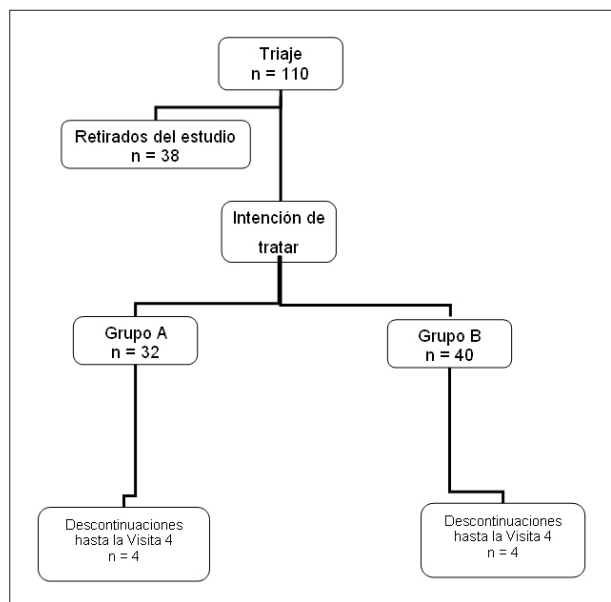 Triaje
n = 110
Retirados del estudio
n = 38
Intención de
tratar
Grupo A
n = 32
Grupo B
n = 40
Descontinuaciones
hasta la Visita 4
n = 4
Descontinuaciones
hasta la Visita 4
n = 4